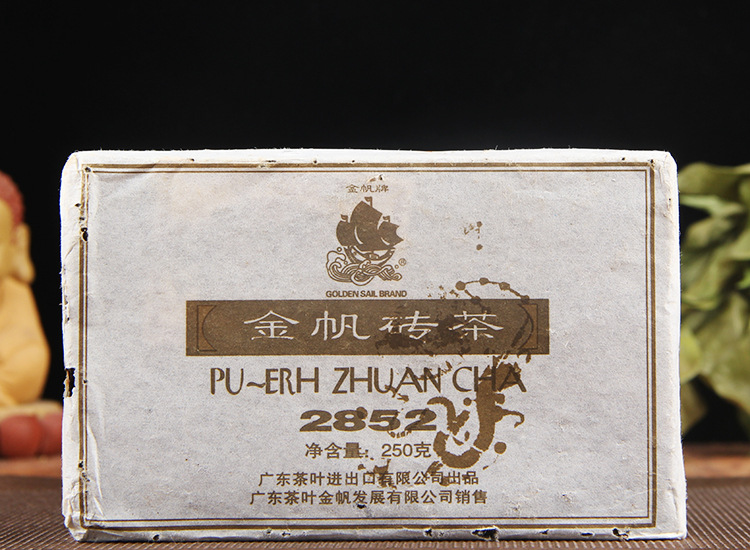 金帆牌
®
GOLDEN SAIL BRAND
金帆砖茶
PU~ERH ZHUAN CHA
2852
净含量：250克
广东茶叶进出口有限公司出品
广东茶叶金帆发展有限公司销售